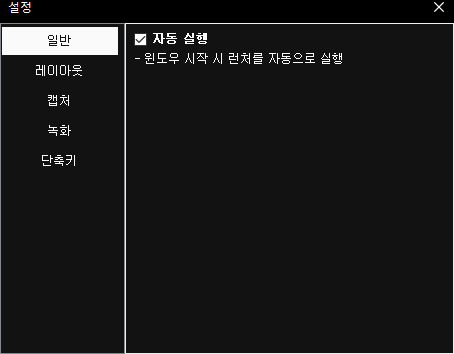 설정
일반
레이아웃
캡처
녹화
단축키
자동 실행
- 윈도우 시작 시 런처를 자동으로 실행